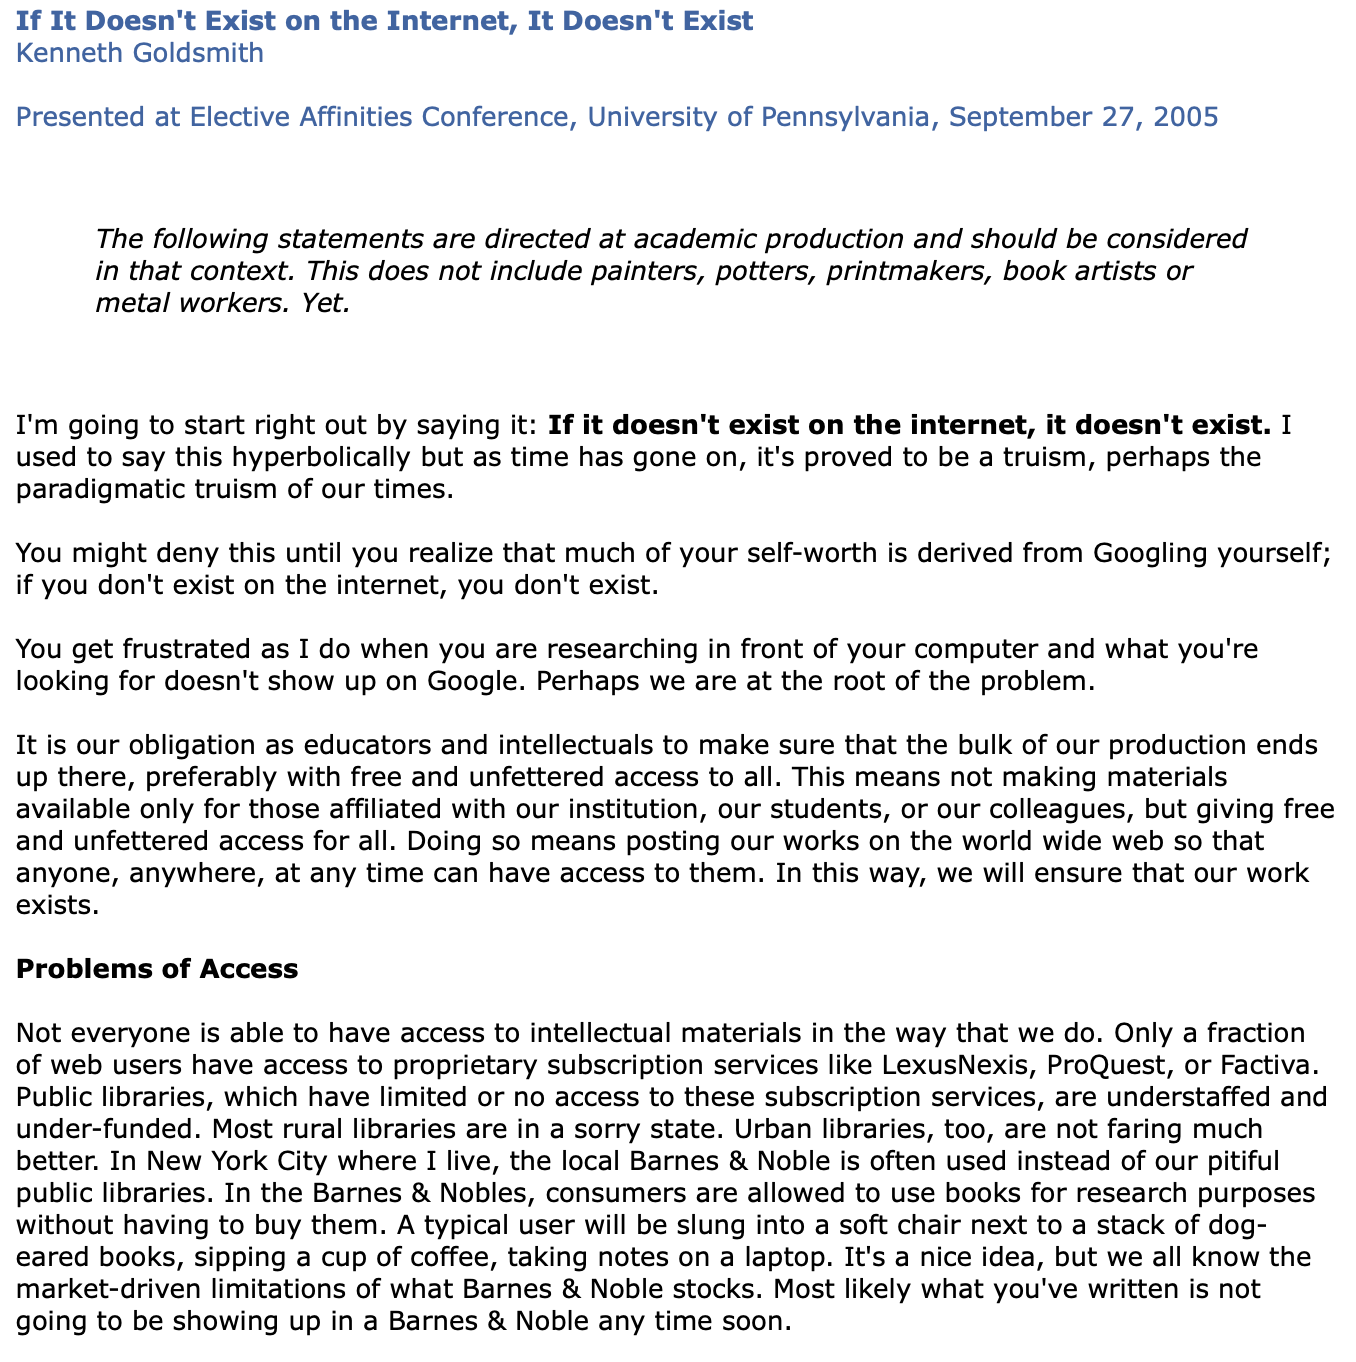 If It Doesn't Exist on the Internet, It Doesn't Exist
Kenneth Goldsmith
Presented at Elective Affinities Conference, University of Pennsylvania, September 27, 2005
The following statements are directed at academic production and should be considered
in that context. This does not include painters, potters, printmakers, book artists or
metal workers. Yet.
I'm going to start right out by saying it: If it doesn't exist on the internet, it doesn't exist. I
used to say this hyperbolically but as time has gone on, it's proved to be a truism, perhaps the
paradigmatic truism of our times.
You might deny this until you realize that much of your self-worth is derived from Googling yourself;
if you don't exist on the internet, you don't exist.
You get frustrated as I do when you are researching in front of your computer and what you're
looking for doesn't show up on Google. Perhaps we are at the root of the problem.
It is our obligation as educators and intellectuals to make sure that the bulk of our production ends
up there, preferably with free and unfettered access to all. This means not making materials
available only for those affiliated with our institution, our students, or our colleagues, but giving free
and unfettered access for all. Doing so means posting our works on the world wide web so that
anyone, anywhere, at any time can have access to them. In this way, we will ensure that our work
exists.
Problems of Access
Not everyone is able to have access to intellectual materials in the way that we do. Only a fraction
of web users have access to proprietary subscription services like LexusNexis, ProQuest, or Factiva.
Public libraries, which have limited or no access to these subscription services, are understaffed and
under-funded. Most rural libraries are in a sorry state. Urban libraries, too, are not faring much
better. In New York City where I live, the local Barnes & Noble is often used instead of our pitiful
public libraries. In the Barnes & Nobles, consumers are allowed to use books for research purposes
without having to buy them. A typical user will be slung into a soft chair next to a stack of dog-
eared books, sipping a cup of coffee, taking notes on a laptop. It's a nice idea, but we all know the
market-driven limitations of what Barnes & Noble stocks. Most likely what you've written is not
going to be showing up in a Barnes & Noble any time soon.